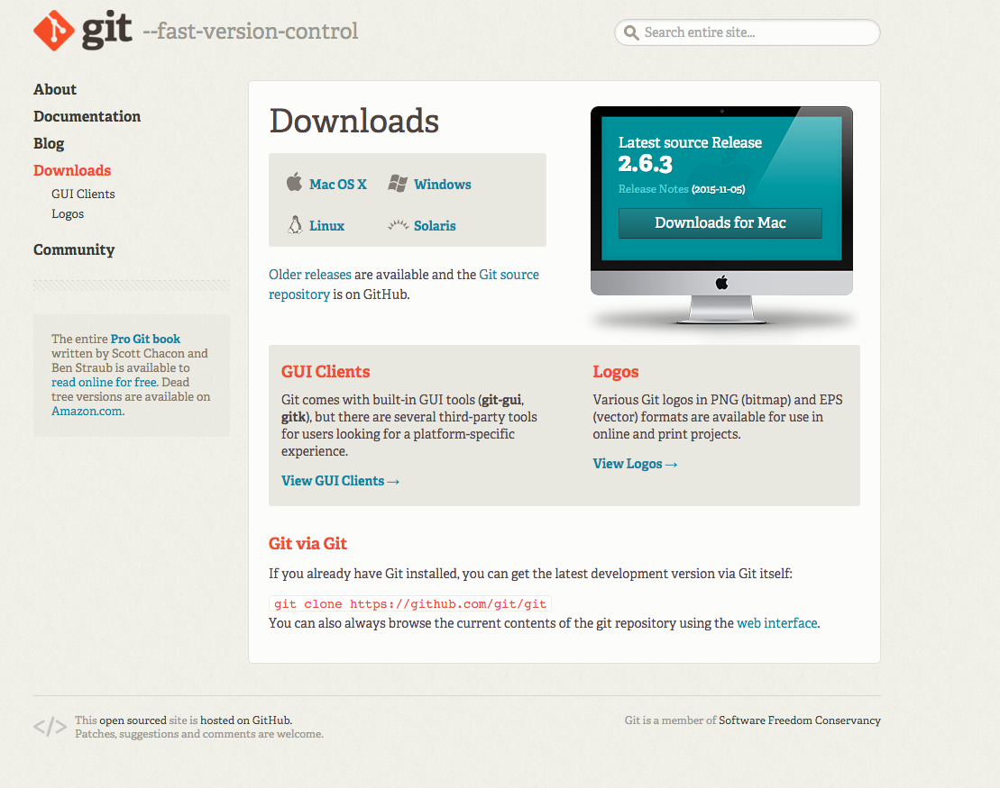 git --fast-version-control
Search entire site...
About
Documentation
Blog
Downloads
GUI Clients
Logos
Community
The entire Pro Git book
written by Scott Chacon and
Ben Straub is available to
read online for free. Dead
tree versions are available on
Amazon.com.
Downloads
Mac OS X
Windows
Linux
Solaris
Older releases are available and the Git source
repository is on GitHub.
Latest source Release
2.6.3
Release Notes (2015-11-05)
Downloads for Mac
GUI Clients
Git comes with built-in GUI tools (git-gui,
gitk), but there are several third-party tools
for users looking for a platform-specific
experience.
View GUI Clients →
Logos
Various Git logos in PNG (bitmap) and EPS
(vector) formats are available for use in
online and print projects.
View Logos →
Git via Git
If you already have Git installed, you can get the latest development version via Git itself:
git clone https://github.com/git/git
You can also always browse the current contents of the git repository using the web interface.
</> This open sourced site is hosted on GitHub.
Patches, suggestions and comments are welcome.
Git is a member of Software Freedom Conservancy